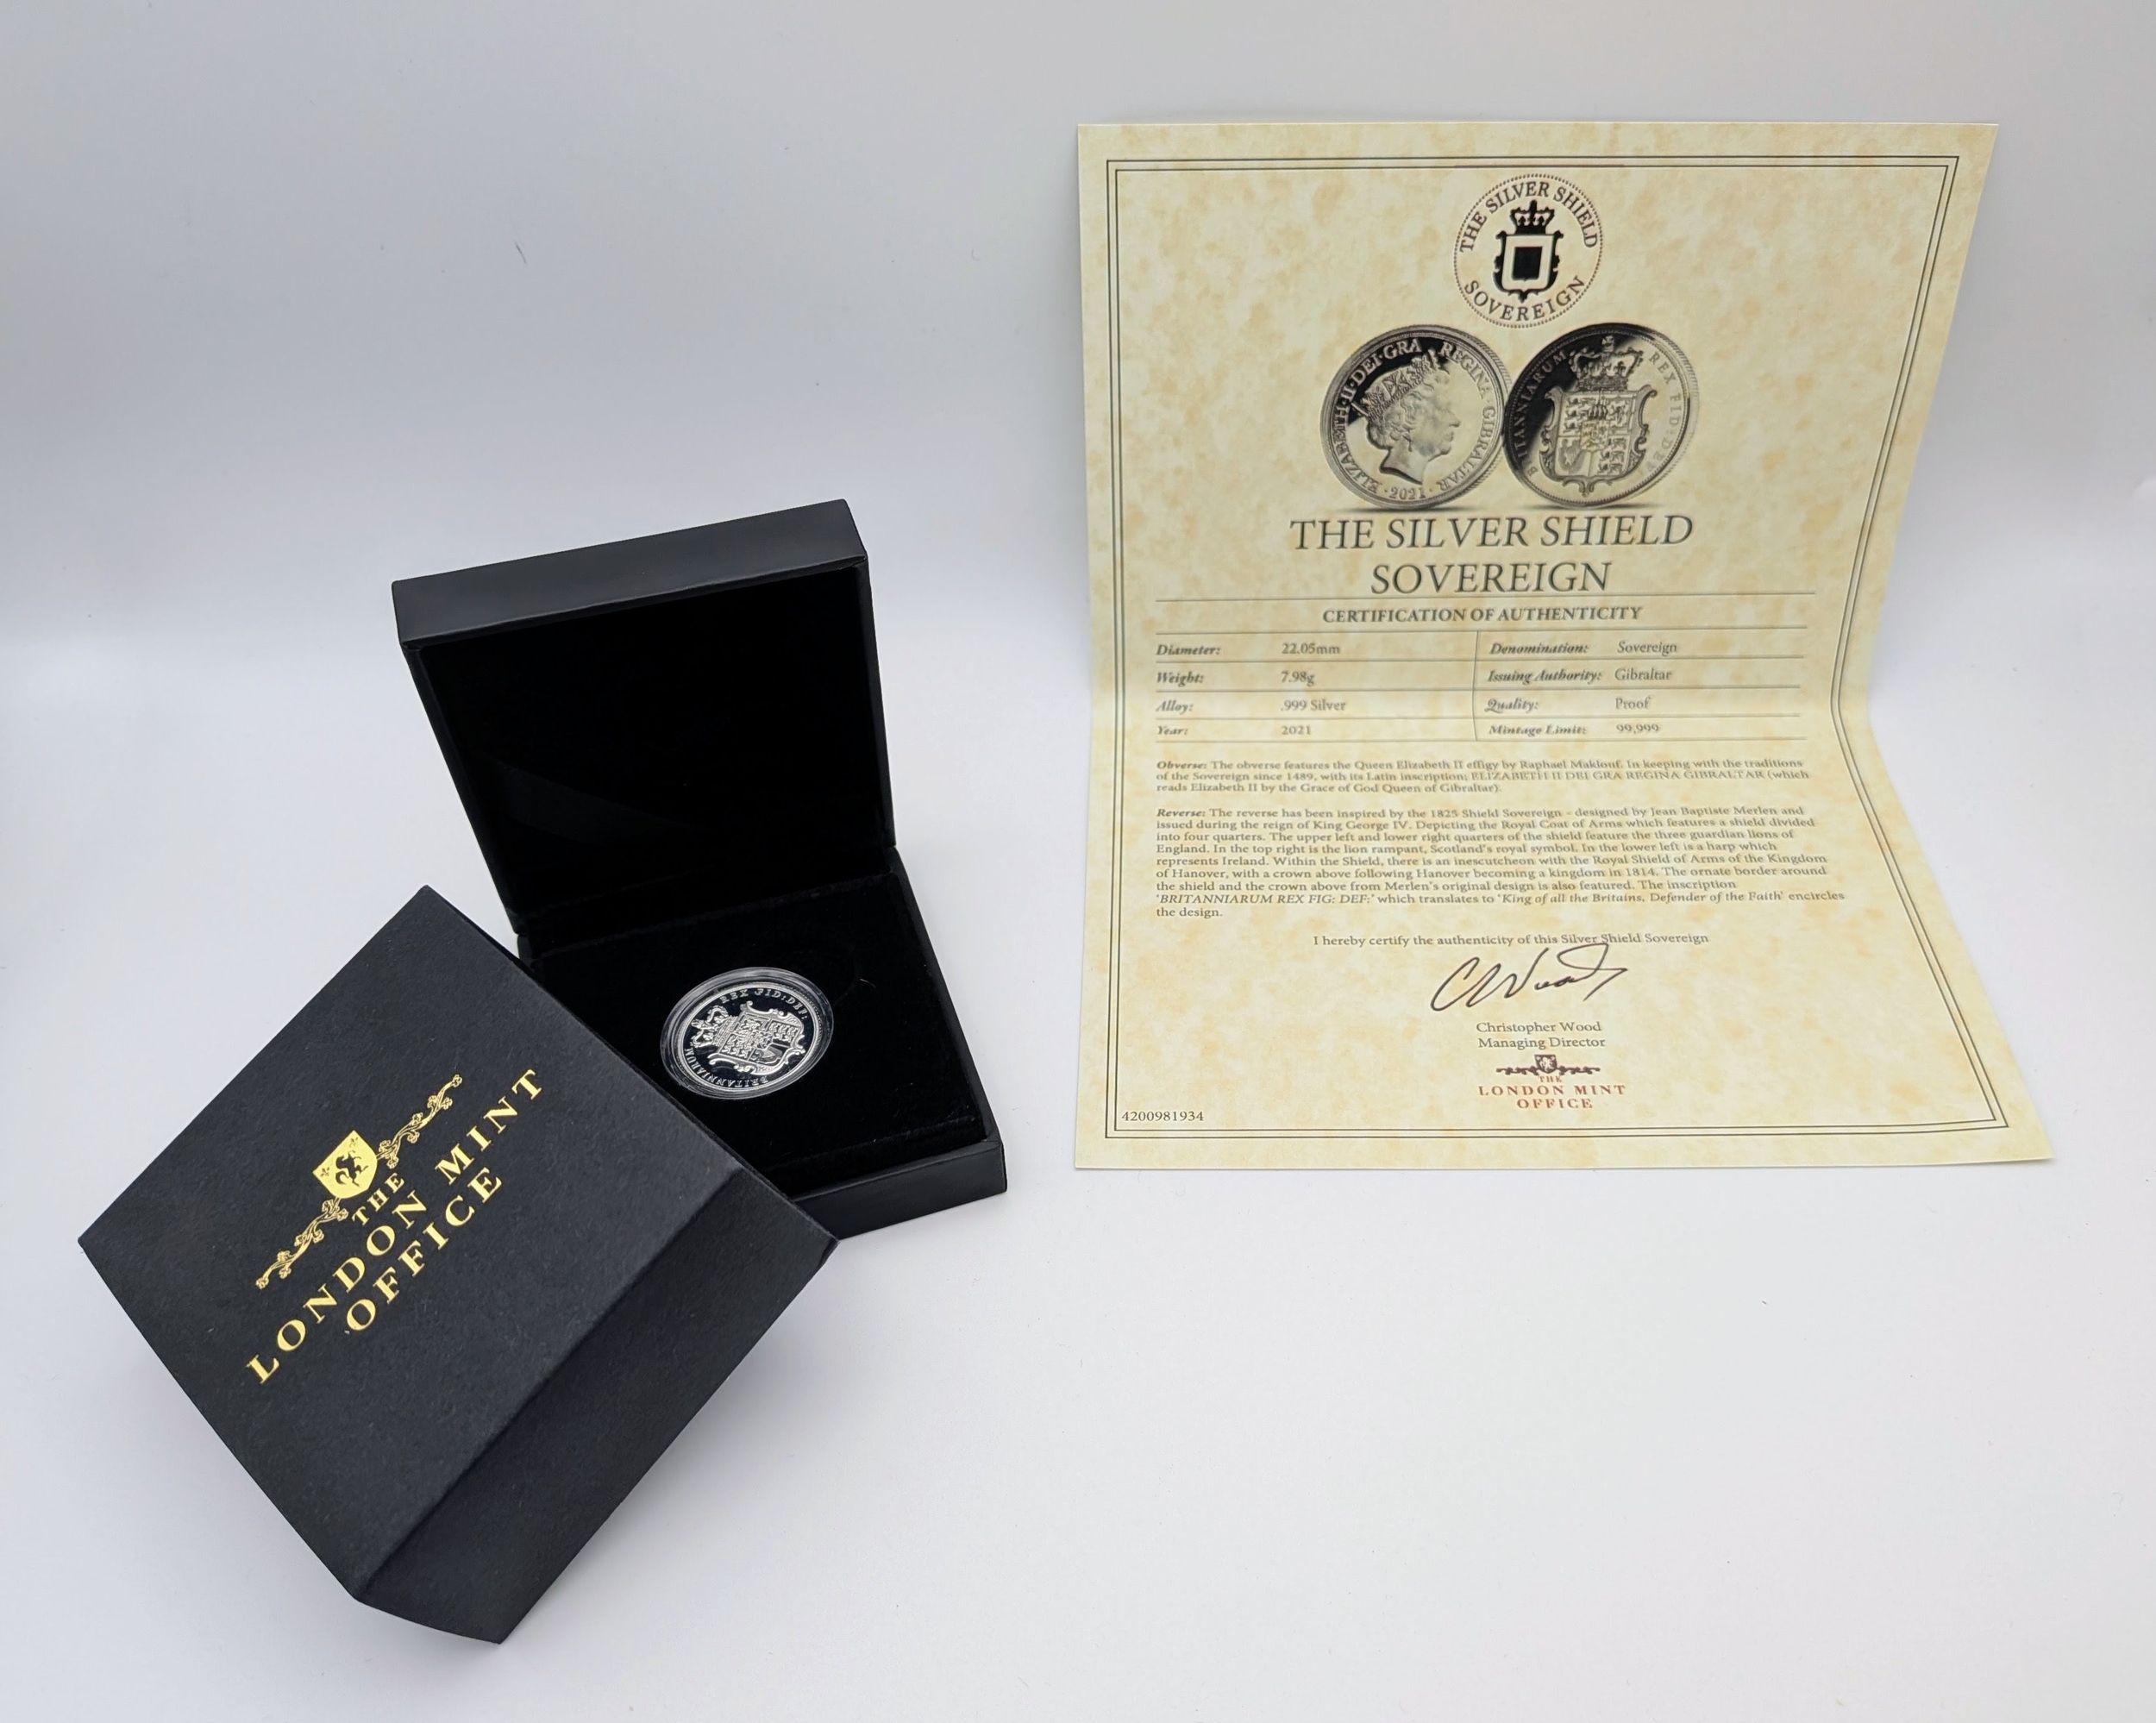 THE SILVER SHIELD
SOVEREIGN
ELIZABETH·II·DEI·GRA REGINA·GIBRALTAR
·2021·
BRITANNIARUM REX FID:DEF
THE SILVER SHIELD
SOVEREIGN
CERTIFICATION OF AUTHENTICITY
Diameter: 22.05mm Denomination: Sovereign
Weight: 7.98g Issuing Authority: Gibraltar
Alloy: .999 Silver Quality: Proof
Year: 2021 Mintage Limit: 99,999
Obverse: The obverse features the Queen Elizabeth II effigy by Raphael Maklouf. In keeping with the traditions
of the Sovereign since 1489, with its Latin inscription; ELIZABETH II DEI GRA REGINA GIBRALTAR (which
reads Elizabeth II by the Grace of God Queen of Gibraltar).
Reverse: The reverse has been inspired by the 1825 Shield Sovereign - designed by Jean Baptiste Merlen and
issued during the reign of King George IV. Depicting the Royal Coat of Arms which features a shield divided
into four quarters. The upper left and lower right quarters of the shield feature the three guardian lions of
England. In the top right is the lion rampant, Scotland's royal symbol. In the lower left is a harp which
represents Ireland. Within the Shield, there is an inescutcheon with the Royal Shield of Arms of the Kingdom
of Hanover, with a crown above following Hanover becoming a kingdom in 1814. The ornate border around
the shield and the crown above from Merlen's original design is also featured. The inscription
'BRITANNIARUM REX FIG: DEF:' which translates to 'King of all the Britains, Defender of the Faith' encircles
the design.
I hereby certify the authenticity of this Silver Shield Sovereign
C Wood
Christopher Wood
Managing Director
THE
LONDON MINT
OFFICE
4200981934
BRITANNIARUM REX FID:DEF:
THE
LONDON MINT
OFFICE